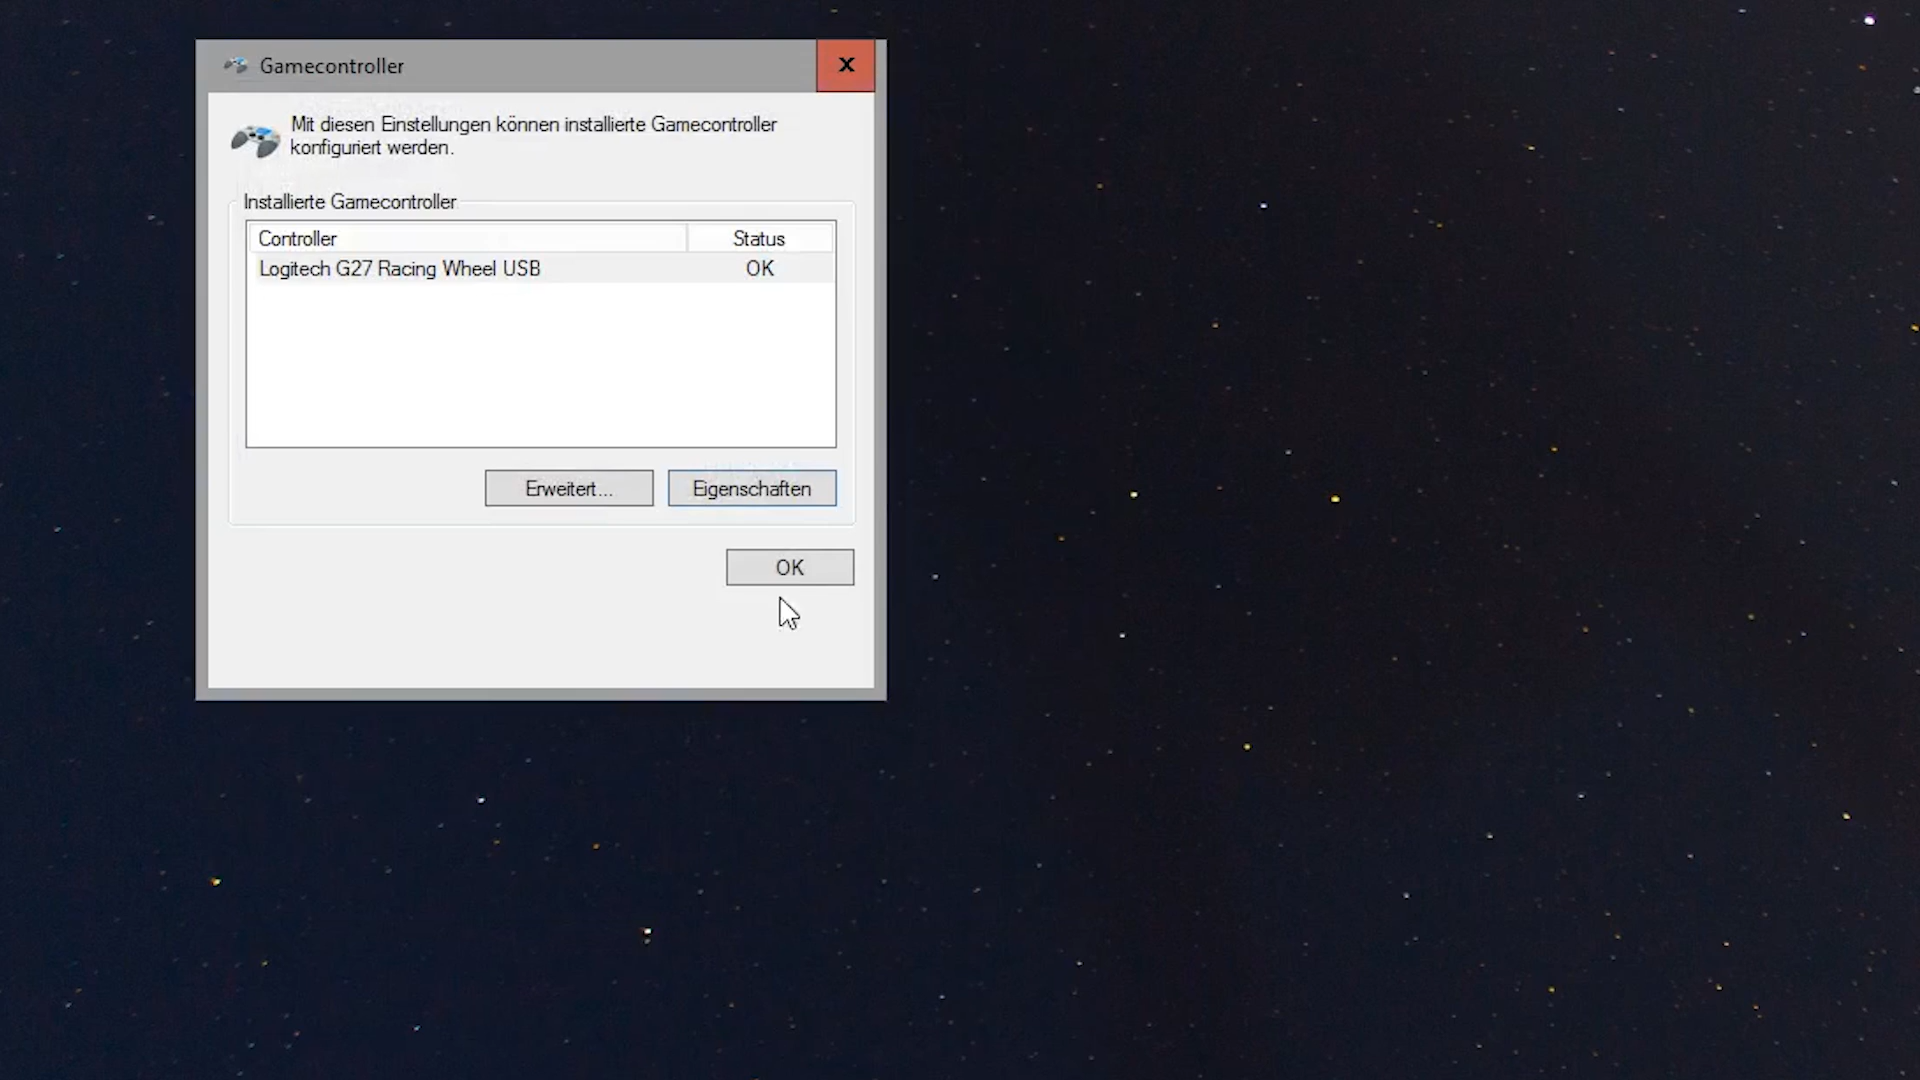 Gamecontroller
X
Mit diesen Einstellungen können installierte Gamecontroller
konfiguriert werden.
Installierte Gamecontroller
Controller Status
Logitech G27 Racing Wheel USB OK
Erweitert... Eigenschaften
OK